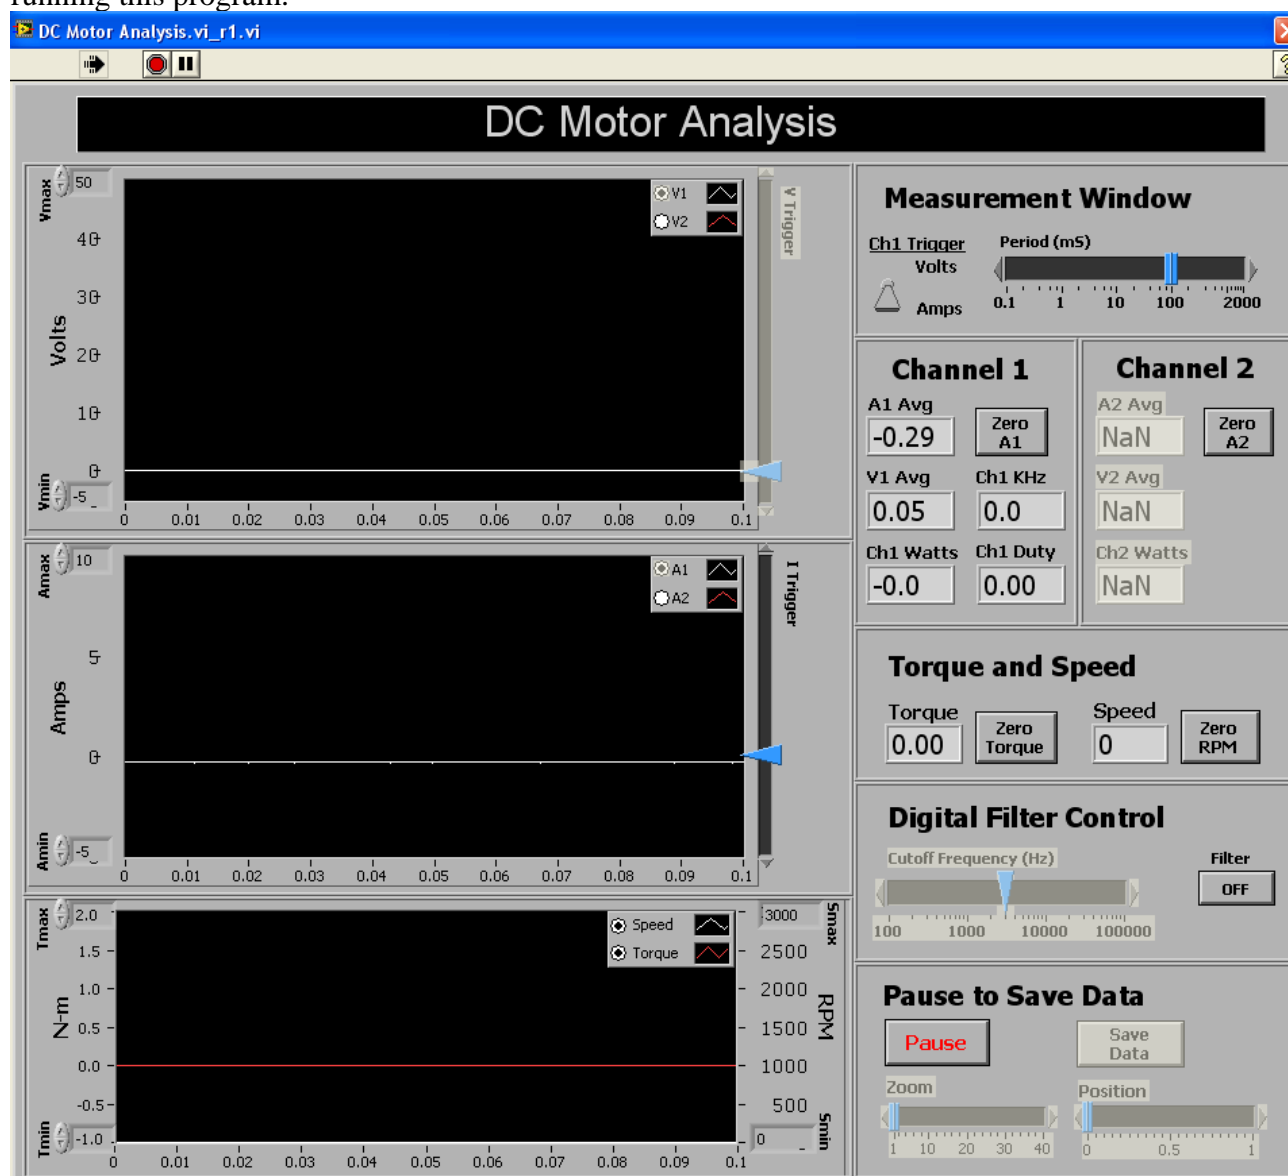 running this program.
DC Motor Analysis.vi_r1.vi
DC Motor Analysis
Vmax
50
40
30
20
10
0
Vmin
-5
Volts
V1
V2
V Trigger
0 0.01 0.02 0.03 0.04 0.05 0.06 0.07 0.08 0.09 0.1
Amax
10
5
0
Amin
-5
Amps
A1
A2
I Trigger
0 0.01 0.02 0.03 0.04 0.05 0.06 0.07 0.08 0.09 0.1
Tmax
2.0
1.5
1.0
0.5
0.0
-0.5
Tmin
-1.0
N-m
Speed
Torque
Smax
3000
2500
2000
1500
1000
500
0
Smin
RPM
0 0.01 0.02 0.03 0.04 0.05 0.06 0.07 0.08 0.09 0.1
Measurement Window
Ch1 Trigger
Volts
Amps
Period (mS)
0.1 1 10 100 2000
Channel 1
A1 Avg
-0.29
Zero
A1
V1 Avg Ch1 KHz
0.05 0.0
Ch1 Watts Ch1 Duty
-0.0 0.00
Channel 2
A2 Avg
NaN
Zero
A2
V2 Avg
NaN
Ch2 Watts
NaN
Torque and Speed
Torque
0.00
Zero
Torque
Speed
0
Zero
RPM
Digital Filter Control
Cutoff Frequency (Hz)
100 1000 10000 100000
Filter
OFF
Pause to Save Data
Pause
Save
Data
Zoom
1 10 20 30 40
Position
0 0.5 1